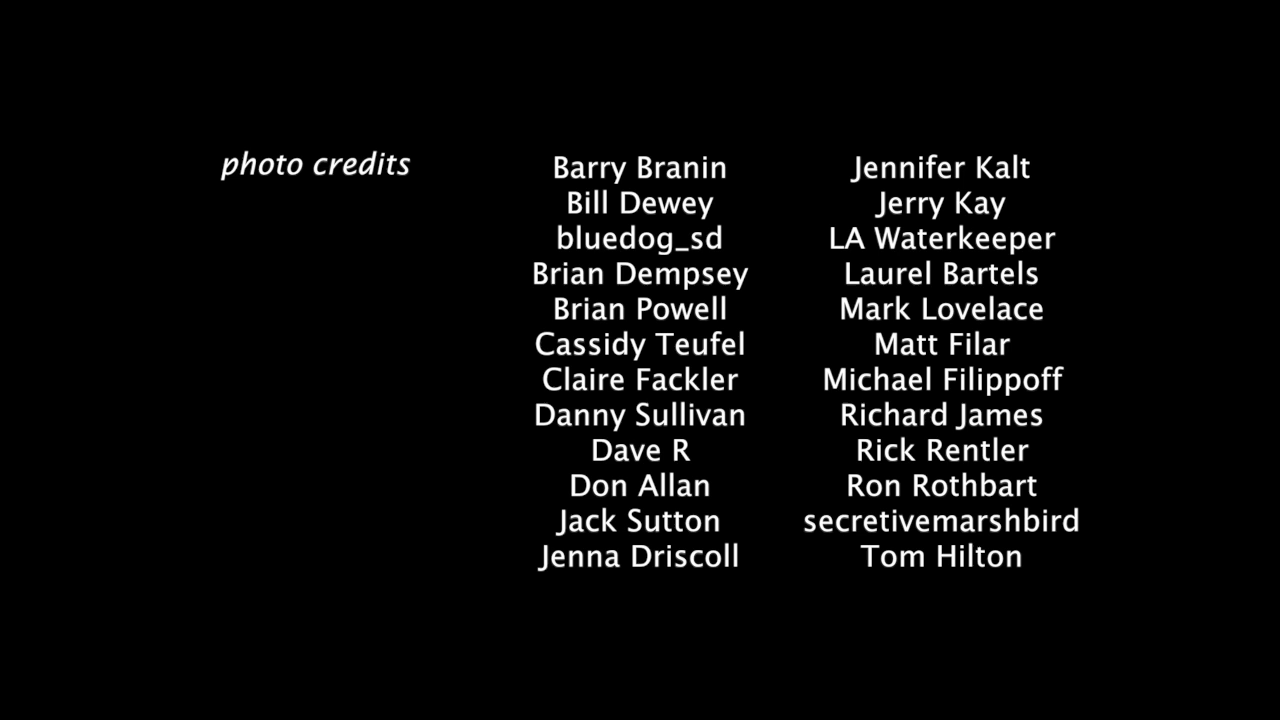 photo credits
Barry Branin
Bill Dewey
bluedog_sd
Brian Dempsey
Brian Powell
Cassidy Teufel
Claire Fackler
Danny Sullivan
Dave R
Don Allan
Jack Sutton
Jenna Driscoll
Jennifer Kalt
Jerry Kay
LA Waterkeeper
Laurel Bartels
Mark Lovelace
Matt Filar
Michael Filippoff
Richard James
Rick Rentler
Ron Rothbart
secretivemarshbird
Tom Hilton